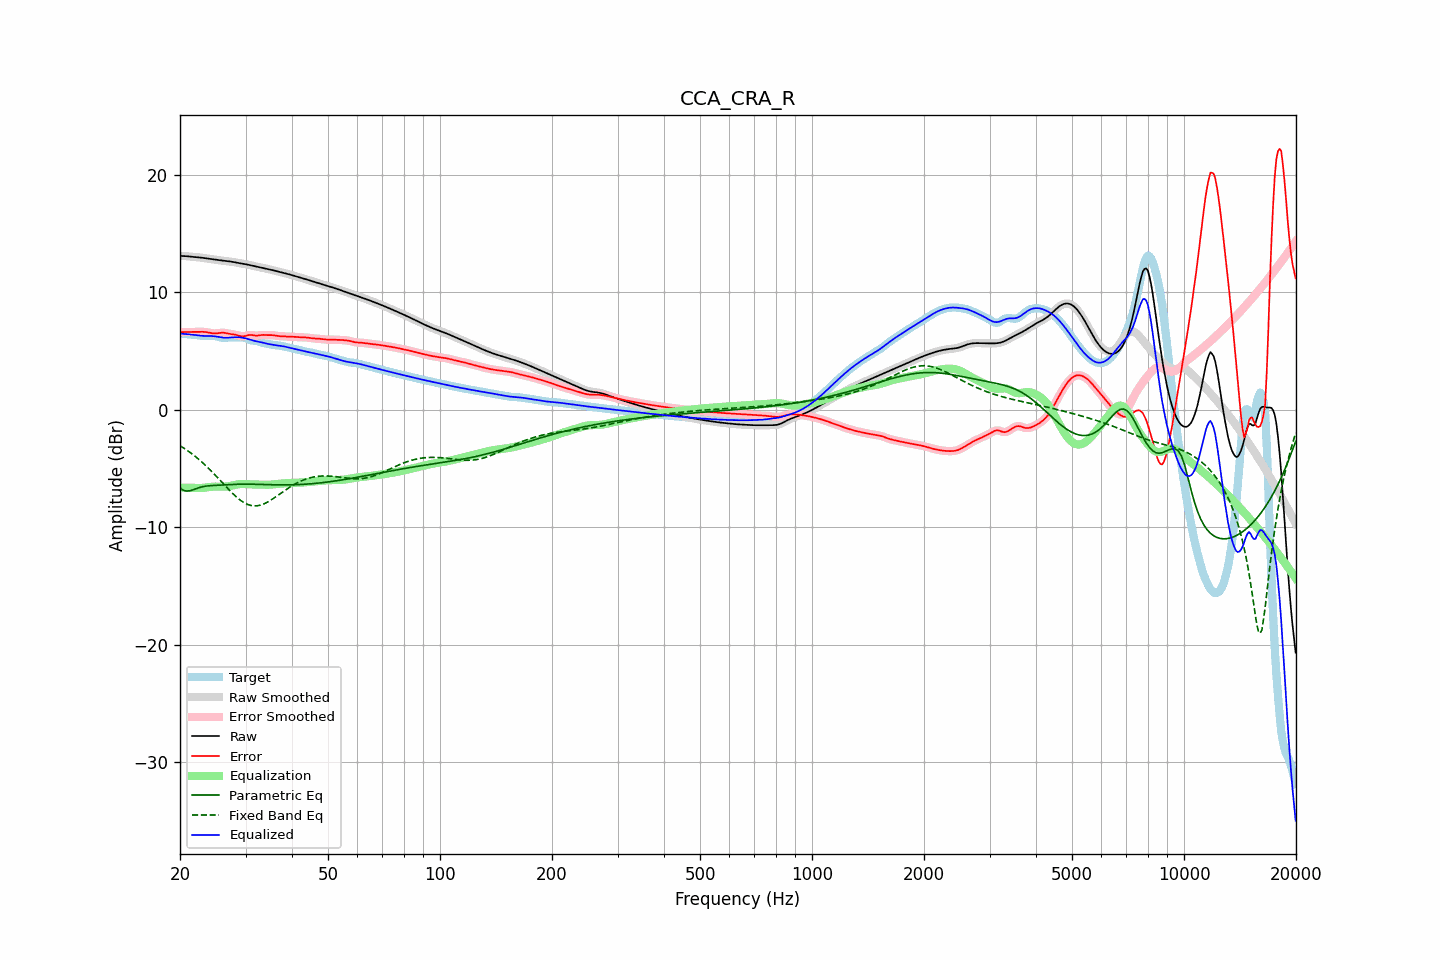 CCA_CRA_R
20
10
0
−10
−20
−30
Amplitude (dBr)
Target
Raw Smoothed
Error Smoothed
Raw
Error
Equalization
Parametric Eq
Fixed Band Eq
Equalized
20 50 100 200 500 1000 2000 5000 10000 20000
Frequency (Hz)